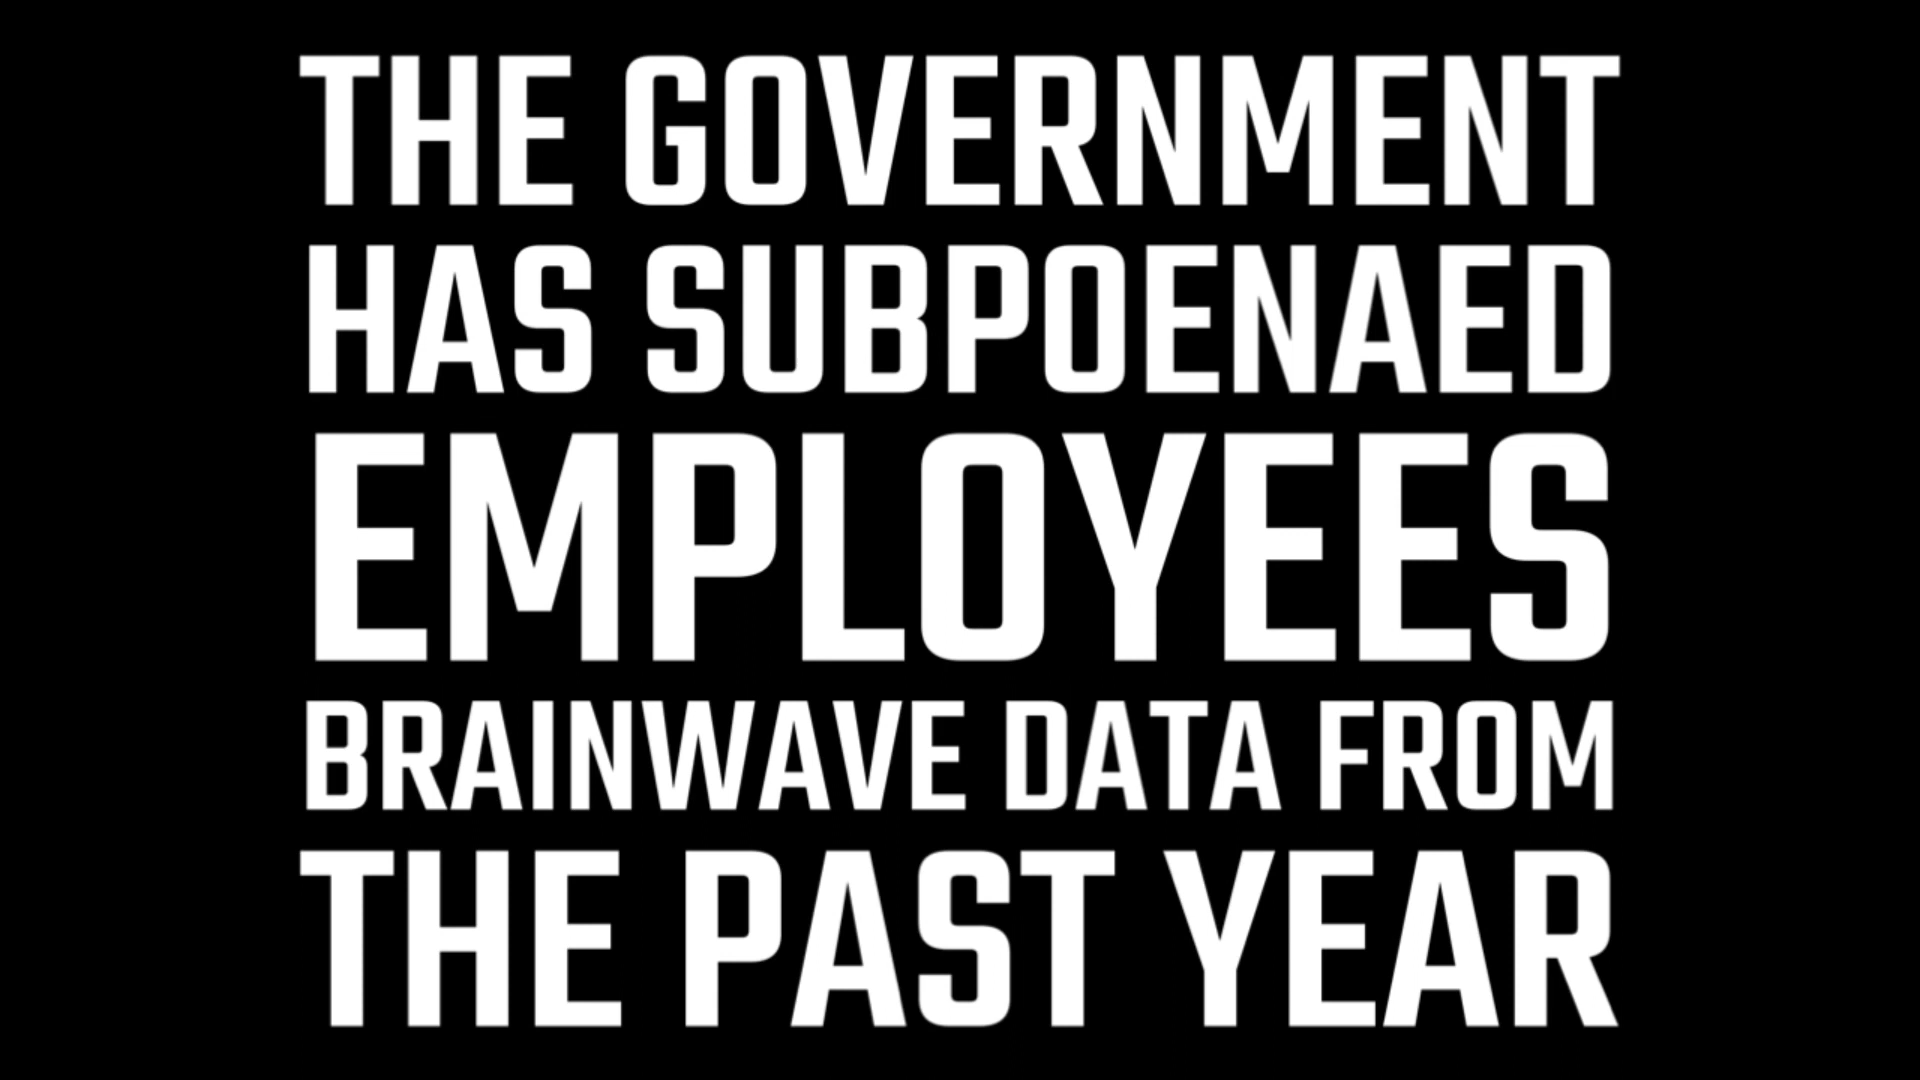 THE GOVERNMENT
HAS SUBPOENAED
EMPLOYEES
BRAINWAVE DATA FROM
THE PAST YEAR